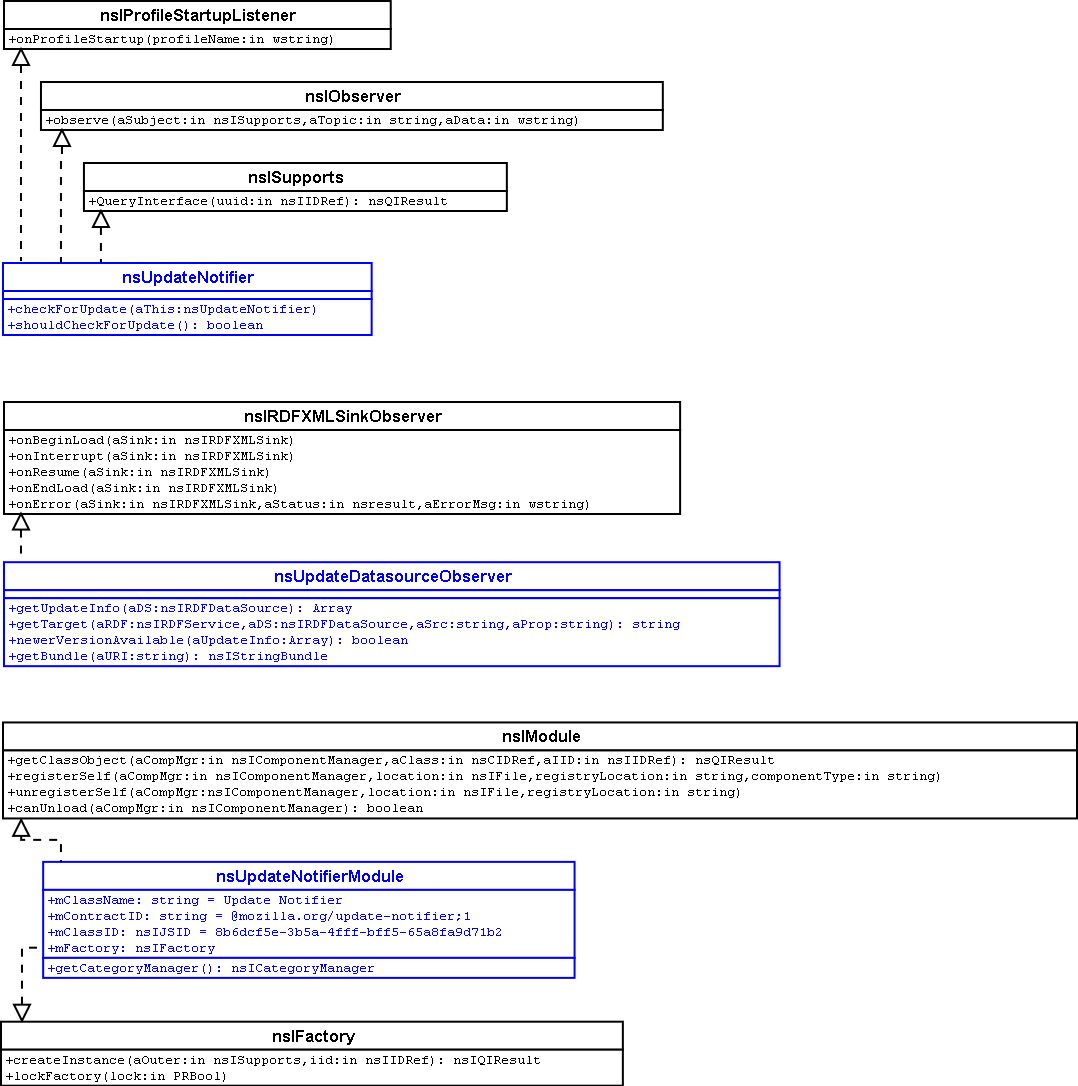 nsIProfileStartupListener
+onProfileStartup(profileName:in wstring)
nsIObserver
+observe(aSubject:in nsISupports,aTopic:in string,aData:in wstring)
nsISupports
+QueryInterface(uuid:in nsIIDRef): nsQIResult
nsUpdateNotifier
+checkForUpdate(aThis:nsUpdateNotifier)
+shouldCheckForUpdate(): boolean
nsIRDFXMLSinkObserver
+onBeginLoad(aSink:in nsIRDFXMLSink)
+onInterrupt(aSink:in nsIRDFXMLSink)
+onResume(aSink:in nsIRDFXMLSink)
+onEndLoad(aSink:in nsIRDFXMLSink)
+onError(aSink:in nsIRDFXMLSink,aStatus:in nsresult,aErrorMsg:in wstring)
nsUpdateDatasourceObserver
+getUpdateInfo(aDS:nsIRDFDataSource): Array
+getTarget(aRDF:nsIRDFService,aDS:nsIRDFDataSource,aSrc:string,aProp:string): string
+newerVersionAvailable(aUpdateInfo:Array): boolean
+getBundle(aURI:string): nsIStringBundle
nsIModule
+getClassObject(aCompMgr:in nsIComponentManager,aClass:in nsCIDRef,aIID:in nsIIDRef): nsQIResult
+registerSelf(aCompMgr:in nsIComponentManager,location:in nsIFile,registryLocation:in string,componentType:in string)
+unregisterSelf(aCompMgr:nsIComponentManager,location:in nsIFile,registryLocation:in string)
+canUnload(aCompMgr:in nsIComponentManager): boolean
nsUpdateNotifierModule
+mClassName: string = Update Notifier
+mContractID: string = @mozilla.org/update-notifier;1
+mClassID: nsIJSID = 8b6dcf5e-3b5a-4fff-bff5-65a8fa9d71b2
+mFactory: nsIFactory
+getCategoryManager(): nsICategoryManager
nsIFactory
+createInstance(aOuter:in nsISupports,iid:in nsIIDRef): nsIQIResult
+lockFactory(lock:in PRBool)